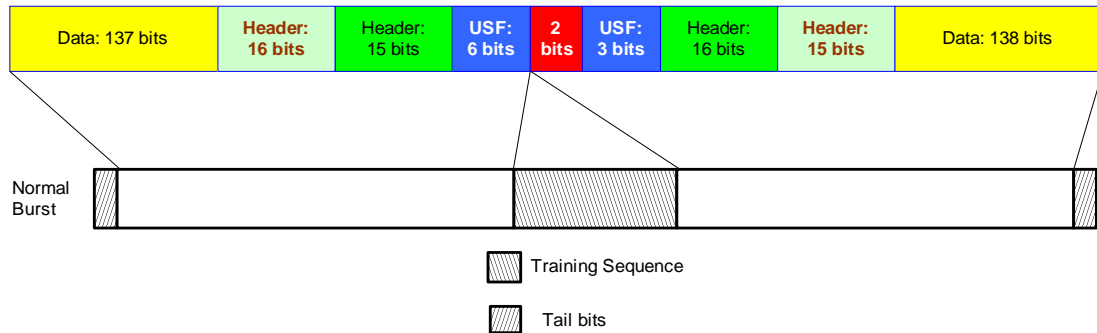 Data: 137 bits
Header:
16 bits
Header:
15 bits
USF:
6 bits
2
bits
USF:
3 bits
Header:
16 bits
Header:
15 bits
Data: 138 bits
Normal
Burst
Training Sequence
Tail bits